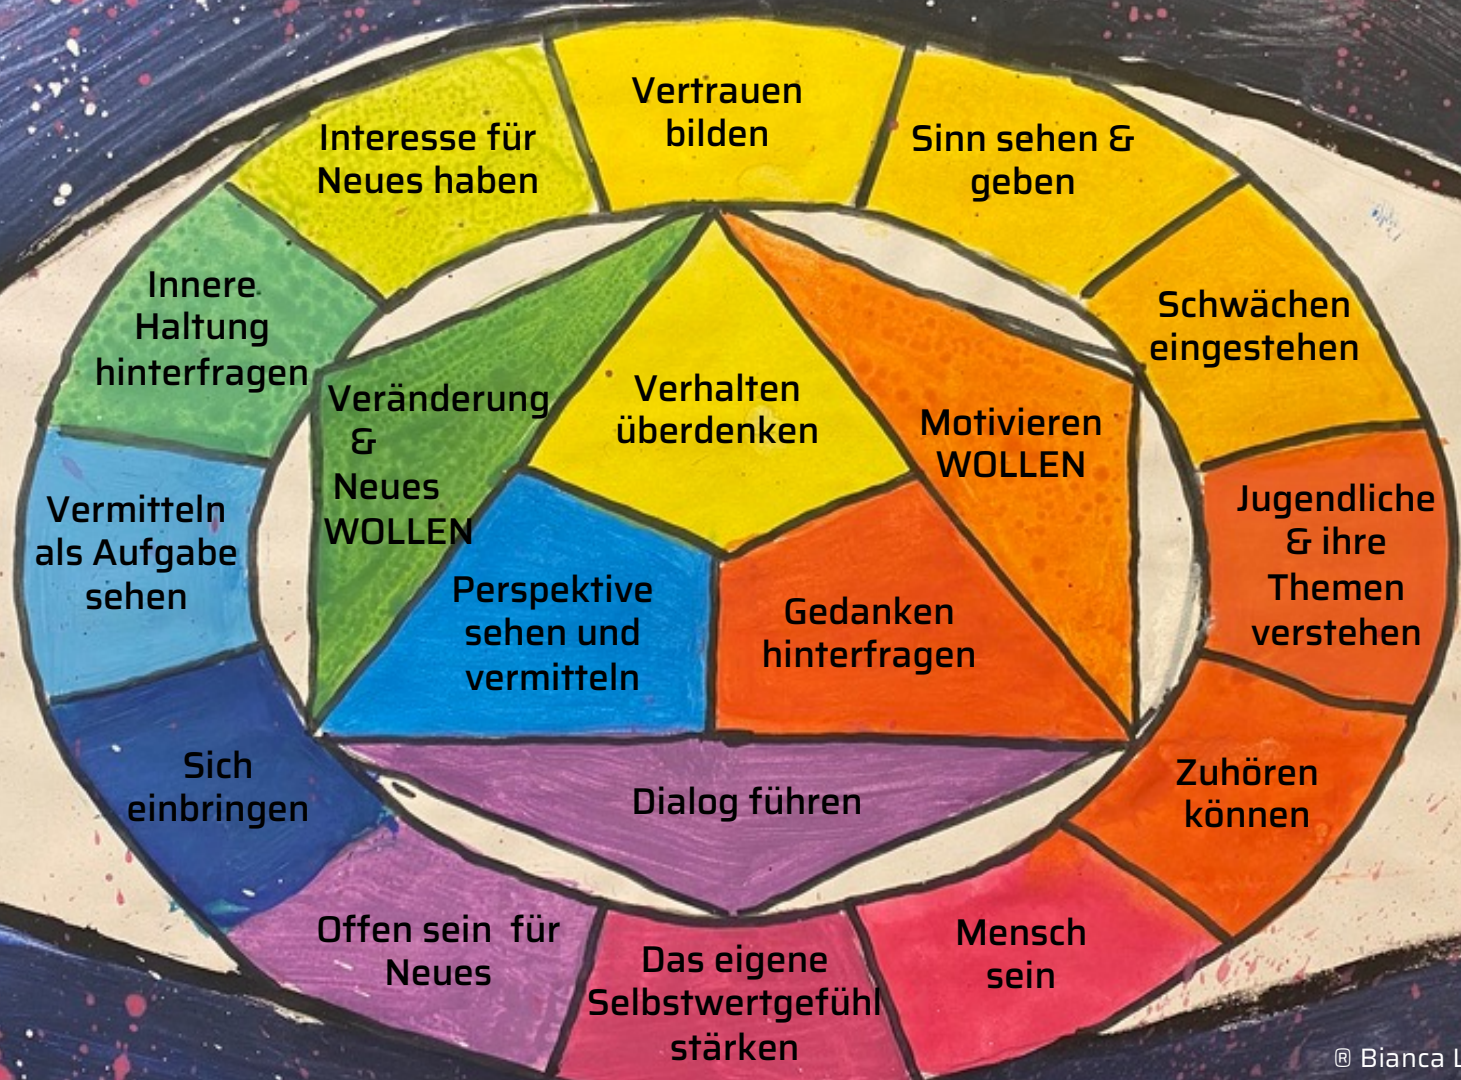 Vertrauen
bilden
Sinn sehen &
geben
Schwächen
eingestehen
Jugendliche
& ihre
Themen
verstehen
Zuhören
können
Mensch
sein
Das eigene
Selbstwertgefühl
stärken
Offen sein für
Neues
Sich
einbringen
Vermitteln
als Aufgabe
sehen
Innere
Haltung
hinterfragen
Interesse für
Neues haben
Veränderung
&
Neues
WOLLEN
Verhalten
überdenken
Motivieren
WOLLEN
Perspektive
sehen und
vermitteln
Gedanken
hinterfragen
Dialog führen
® Bianca L